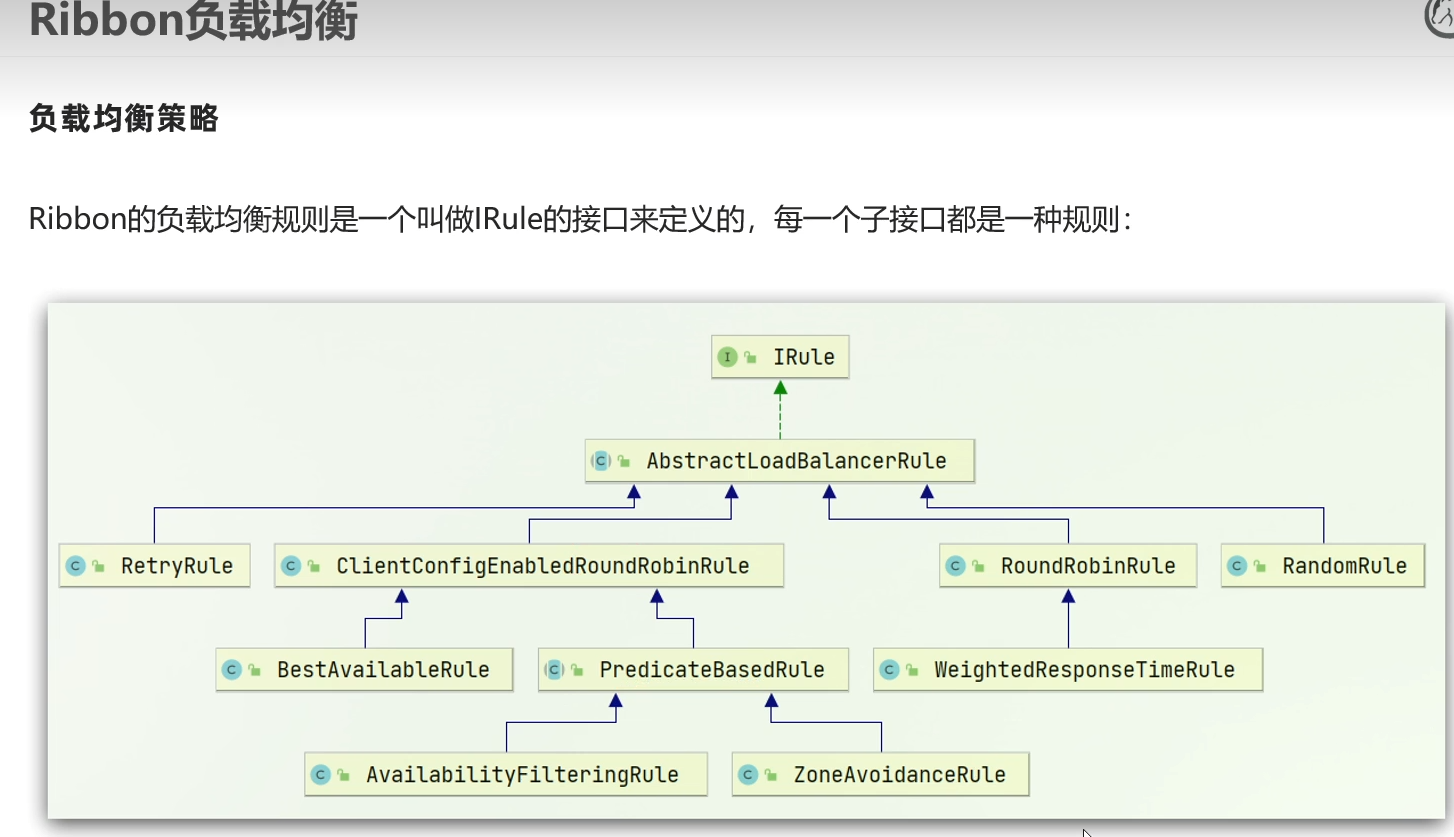 Ribbon负载均衡
负载均衡策略
Ribbon的负载均衡规则是一个叫做IRule的接口来定义的，每一个子接口都是一种规则：
I IRule
C AbstractLoadBalancerRule
C RetryRule C ClientConfigEnabledRoundRobinRule C RoundRobinRule C RandomRule
C BestAvailableRule C PredicateBasedRule C WeightedResponseTimeRule
C AvailabilityFilteringRule C ZoneAvoidanceRule